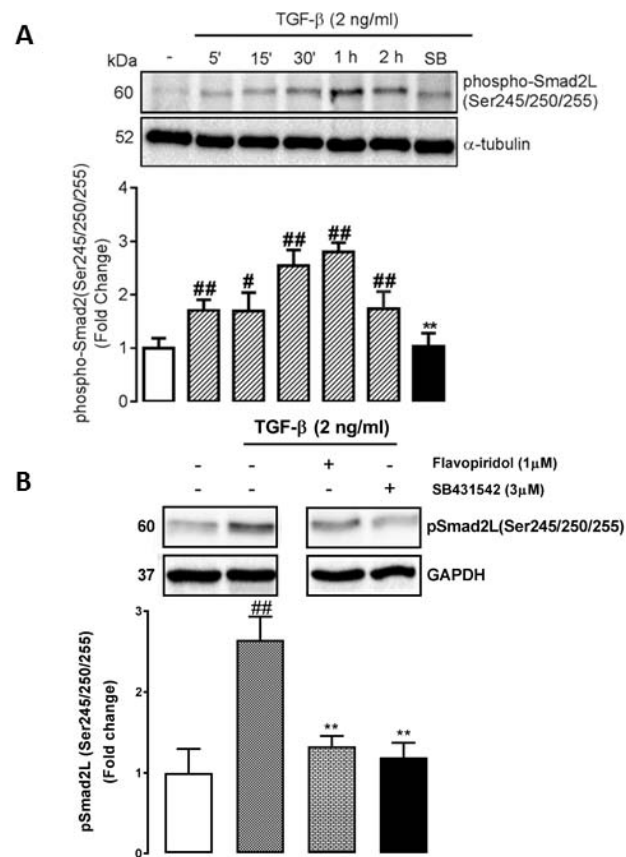 A
TGF-β (2 ng/ml)
kDa - 5' 15' 30' 1 h 2 h SB
60 phospho-Smad2L
(Ser245/250/255)
52 α-tubulin
phospho-Smad2(Ser245/250/255)
(Fold Change)
4
3
2
1
0
## # ## ## ## **
TGF-β (2 ng/ml)
B
- - + - Flavopiridol (1μM)
- - - + SB431542 (3μM)
60 pSmad2L(Ser245/250/255)
37 GAPDH
pSmad2L (Ser245/250/255)
(Fold change)
3
2
1
0
## ** **